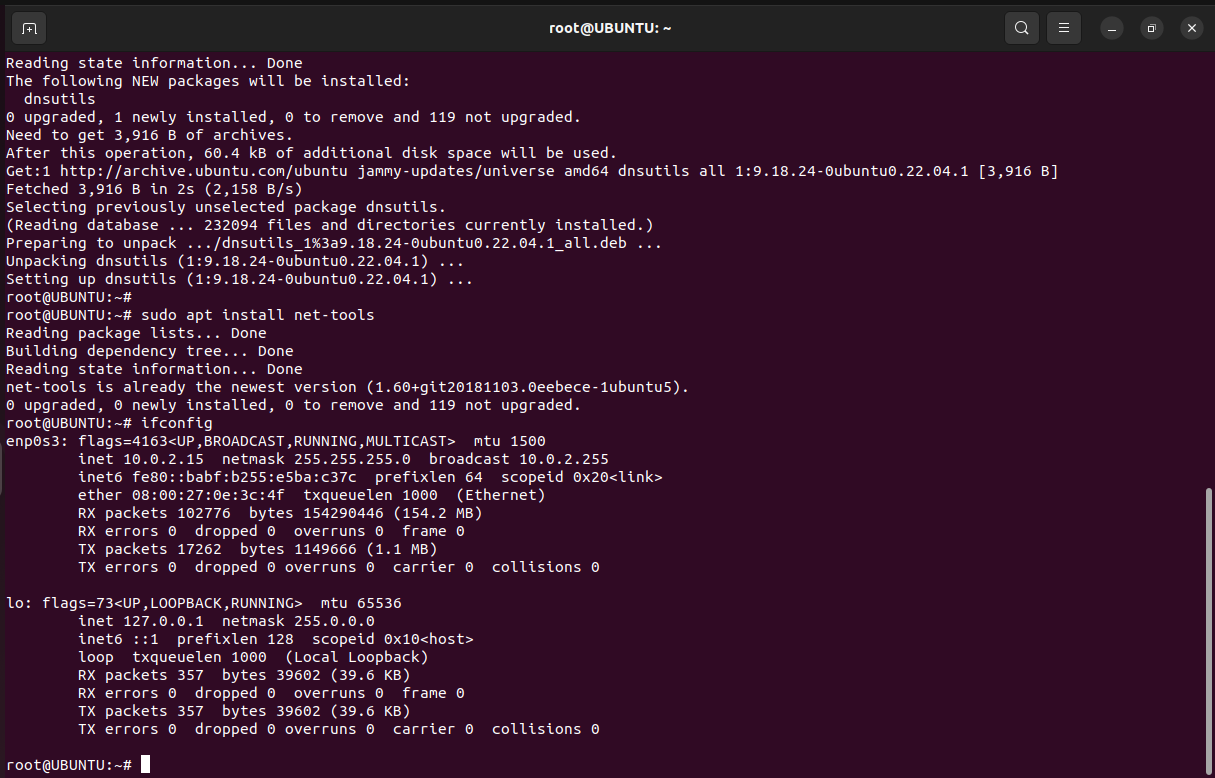 root@UBUNTU: ~
Reading state information... Done
The following NEW packages will be installed:
  dnsutils
0 upgraded, 1 newly installed, 0 to remove and 119 not upgraded.
Need to get 3,916 B of archives.
After this operation, 60.4 kB of additional disk space will be used.
Get:1 http://archive.ubuntu.com/ubuntu jammy-updates/universe amd64 dnsutils all 1:9.18.24-0ubuntu0.22.04.1 [3,916 B]
Fetched 3,916 B in 2s (2,158 B/s)
Selecting previously unselected package dnsutils.
(Reading database ... 232094 files and directories currently installed.)
Preparing to unpack .../dnsutils_1%3a9.18.24-0ubuntu0.22.04.1_all.deb ...
Unpacking dnsutils (1:9.18.24-0ubuntu0.22.04.1) ...
Setting up dnsutils (1:9.18.24-0ubuntu0.22.04.1) ...
root@UBUNTU:~#
root@UBUNTU:~# sudo apt install net-tools
Reading package lists... Done
Building dependency tree... Done
Reading state information... Done
net-tools is already the newest version (1.60+git20181103.0eebece-1ubuntu5).
0 upgraded, 0 newly installed, 0 to remove and 119 not upgraded.
root@UBUNTU:~# ifconfig
enp0s3: flags=4163<UP,BROADCAST,RUNNING,MULTICAST>  mtu 1500
        inet 10.0.2.15  netmask 255.255.255.0  broadcast 10.0.2.255
        inet6 fe80::babf:b255:e5ba:c37c  prefixlen 64  scopeid 0x20<link>
        ether 08:00:27:0e:3c:4f  txqueuelen 1000  (Ethernet)
        RX packets 102776  bytes 154290446 (154.2 MB)
        RX errors 0  dropped 0  overruns 0  frame 0
        TX packets 17262  bytes 1149666 (1.1 MB)
        TX errors 0  dropped 0 overruns 0  carrier 0  collisions 0

lo: flags=73<UP,LOOPBACK,RUNNING>  mtu 65536
        inet 127.0.0.1  netmask 255.0.0.0
        inet6 ::1  prefixlen 128  scopeid 0x10<host>
        loop  txqueuelen 1000  (Local Loopback)
        RX packets 357  bytes 39602 (39.6 KB)
        RX errors 0  dropped 0  overruns 0  frame 0
        TX packets 357  bytes 39602 (39.6 KB)
        TX errors 0  dropped 0 overruns 0  carrier 0  collisions 0

root@UBUNTU:~#